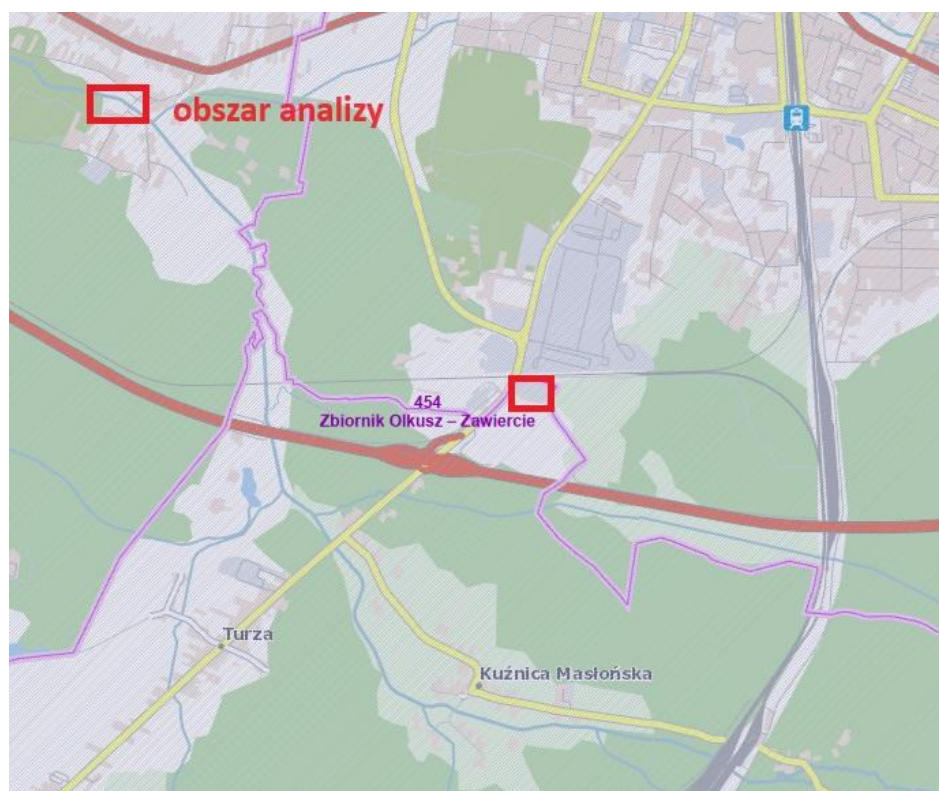 obszar analizy
454
Zbiornik Olkusz – Zawiercie
Turza
Kuźnica Masłońska